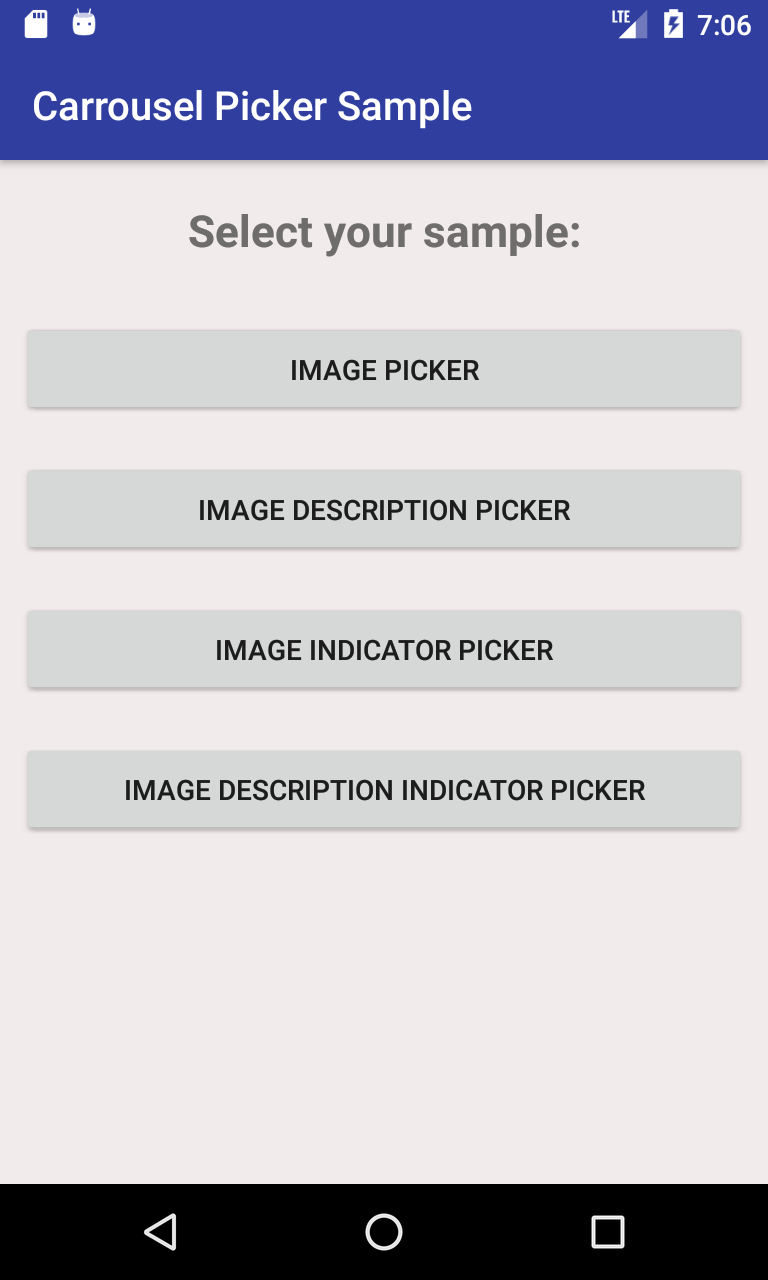 LTE 7:06
Carrousel Picker Sample
Select your sample:
IMAGE PICKER
IMAGE DESCRIPTION PICKER
IMAGE INDICATOR PICKER
IMAGE DESCRIPTION INDICATOR PICKER